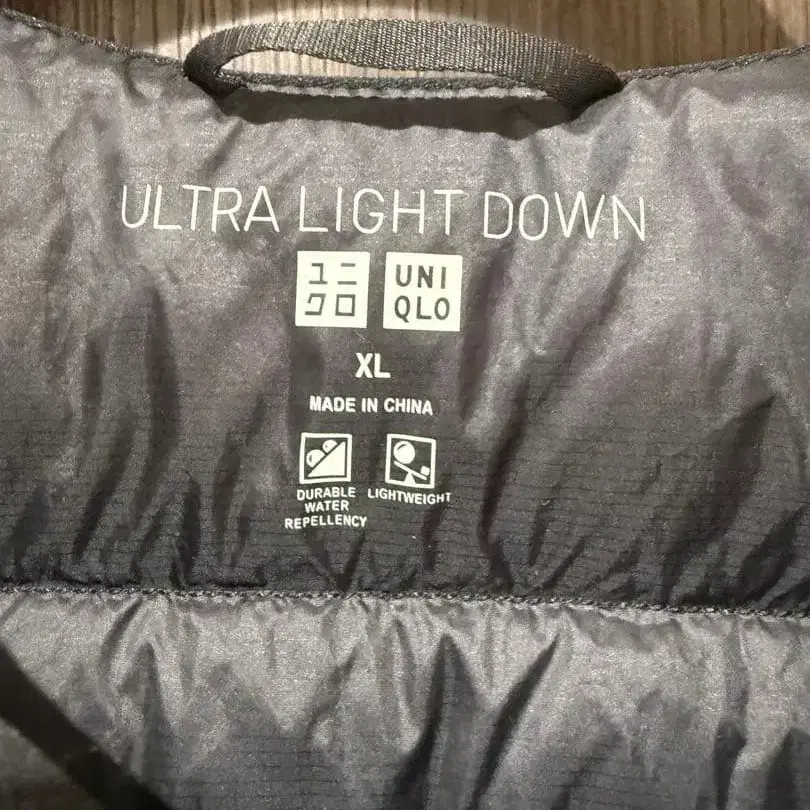 ULTRA LIGHT DOWN
ユニ UNI
クロ QLO
XL
MADE IN CHINA
DURABLE LIGHTWEIGHT
WATER
REPELLENCY